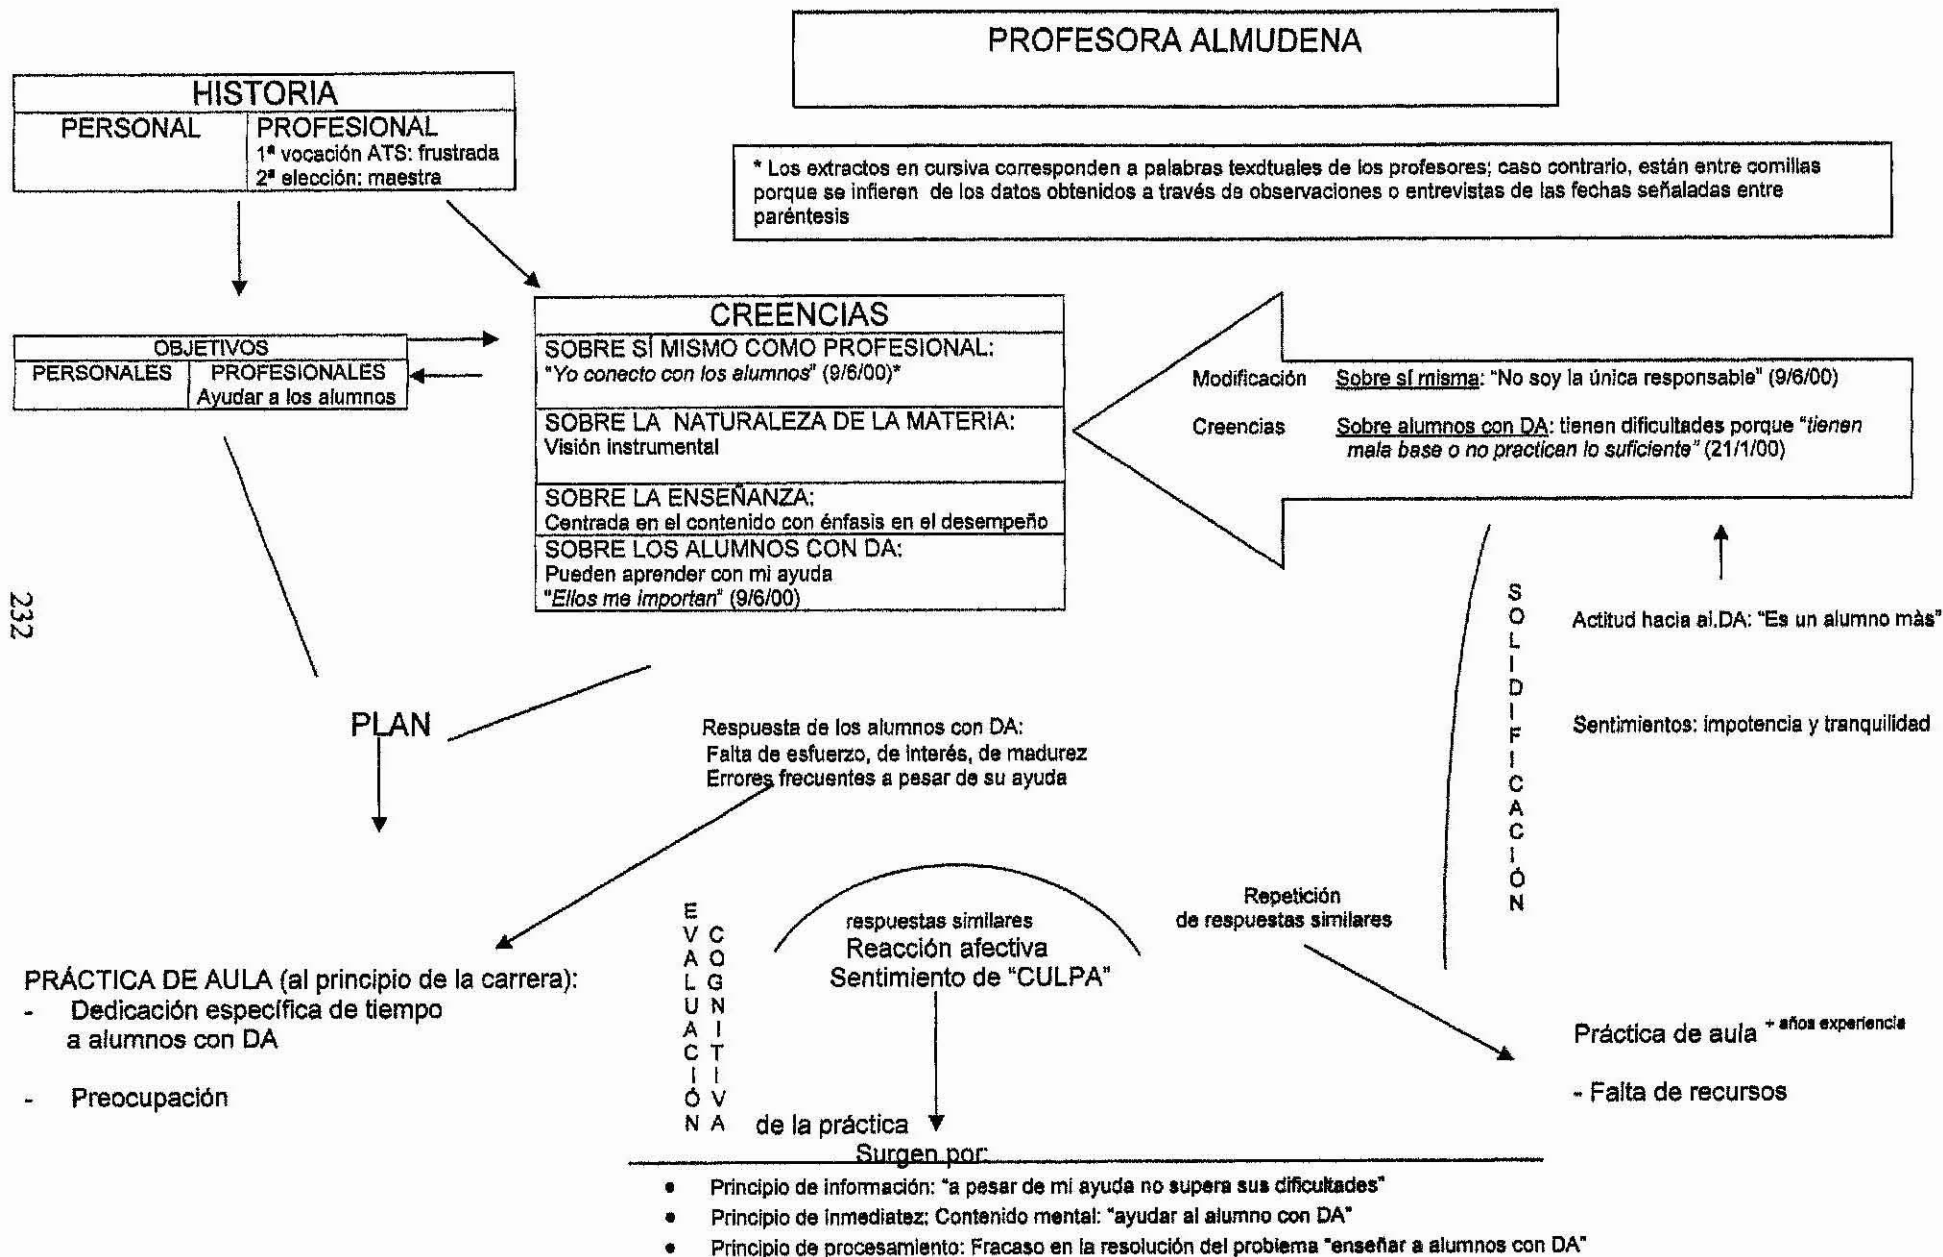 PROFESORA ALMUDENA
HISTORIA
PERSONAL
PROFESIONAL
1ª vocación ATS: frustrada
2ª elección: maestra
* Los extractos en cursiva corresponden a palabras texdtuales de los profesores; caso contrario, están entre comillas
porque se infieren de los datos obtenidos a través de observaciones o entrevistas de las fechas señaladas entre
paréntesis
OBJETIVOS
PERSONALES
PROFESIONALES
Ayudar a los alumnos
CREENCIAS
SOBRE SÍ MISMO COMO PROFESIONAL:
"Yo conecto con los alumnos" (9/6/00)*
SOBRE LA NATURALEZA DE LA MATERIA:
Visión instrumental
SOBRE LA ENSEÑANZA:
Centrada en el contenido con énfasis en el desempeño
SOBRE LOS ALUMNOS CON DA:
Pueden aprender con mi ayuda
"Ellos me importan" (9/6/00)
Modificación Sobre sí misma: "No soy la única responsable" (9/6/00)
Creencias Sobre alumnos con DA: tienen dificultades porque "tienen
mala base o no practican lo suficiente" (21/1/00)
SOLIDIFICACIÓN
Actitud hacia al.DA: "Es un alumno màs"
Sentimientos: impotencia y tranquilidad
232
PLAN
Respuesta de los alumnos con DA:
Falta de esfuerzo, de interés, de madurez
Errores frecuentes a pesar de su ayuda
PRÁCTICA DE AULA (al principio de la carrera):
- Dedicación específica de tiempo
a alumnos con DA
- Preocupación
EVALUACIÓN
COGNITIVA
de la práctica
respuestas similares
Reacción afectiva
Sentimiento de "CULPA"
Repetición
de respuestas similares
Práctica de aula + años experiencia
- Falta de recursos
Surgen por:
• Principio de información: "a pesar de mi ayuda no supera sus dificultades"
• Principio de inmediatez: Contenido mental: "ayudar al alumno con DA"
• Principio de procesamiento: Fracaso en la resolución del problema "enseñar a alumnos con DA"